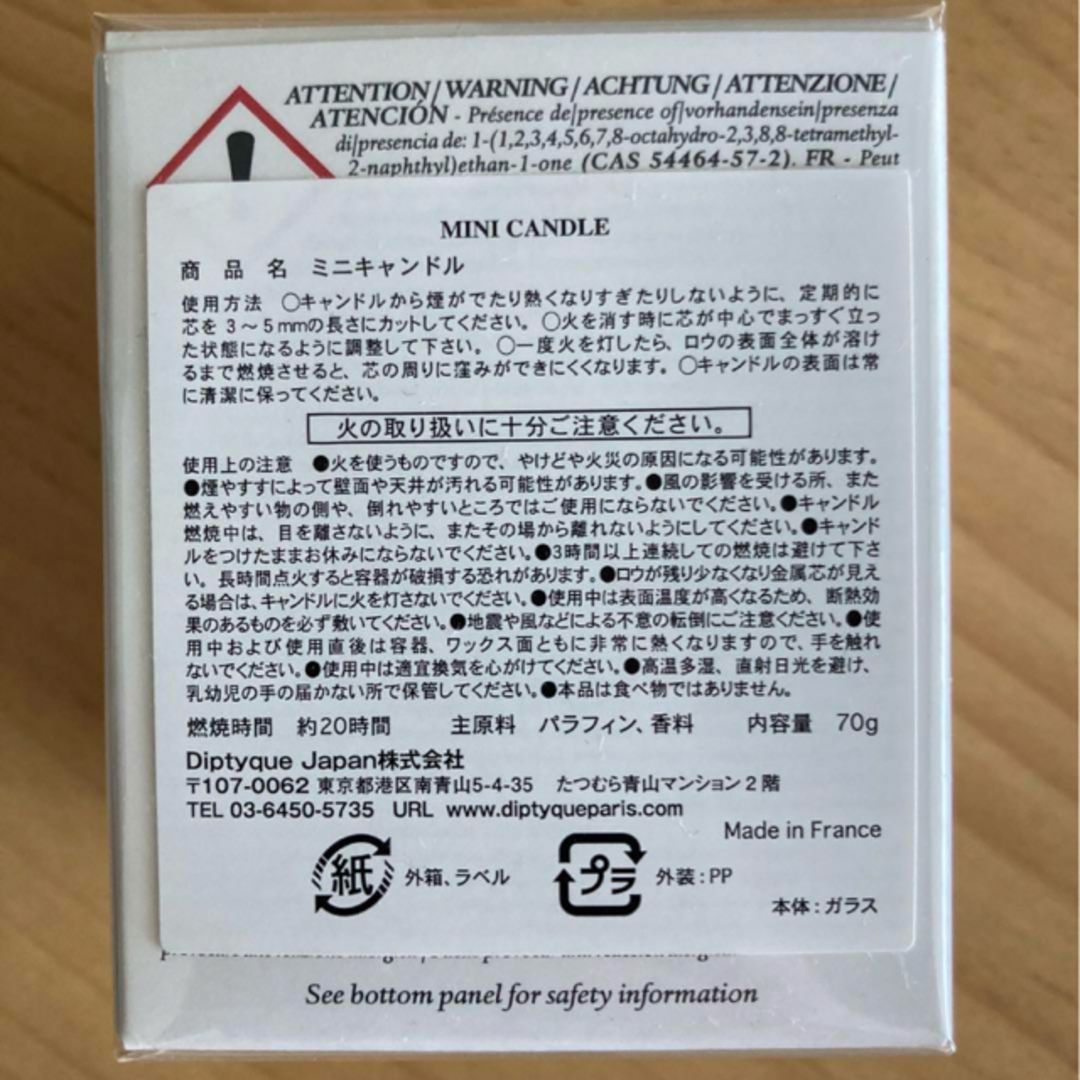 ATTENTION/WARNING/ACHTUNG/ATTENZIONE/
ATENCIÓN - Présence de/presence of/vorhandensein/presenza
di/presencia de: 1-(1,2,3,4,5,6,7,8-octahydro-2,3,8,8-tetramethyl-
2-naphthyl)ethan-1-one (CAS 54464-57-2). FR - Peut
MINI CANDLE
商品名 ミニキャンドル
使用方法 ○キャンドルから煙がでたり熱くなりすぎたりしないように、定期的に
芯を3~5mmの長さにカットしてください。○火を消す時に芯が中心でまっすぐ立っ
た状態になるように調整して下さい。○一度火を灯したら、ロウの表面全体が溶け
るまで燃焼させると、芯の周りに窪みができにくくなります。○キャンドルの表面は常
に清潔に保ってください。
火の取り扱いに十分ご注意ください。
使用上の注意 ●火を使うものですので、やけどや火災の原因になる可能性があります。
●煙やすすによって壁面や天井が汚れる可能性があります。●風の影響を受ける所、また
燃えやすい物の側や、倒れやすいところではご使用にならないでください。●キャンドル
燃焼中は、目を離さないように、またその場から離れないようにしてください。●キャンド
ルをつけたままお休みにならないでください。●3時間以上連続しての燃焼は避けて下さ
い。長時間点火すると容器が破損する恐れがあります。●ロウが残り少なくなり金属芯が見え
る場合は、キャンドルに火を灯さないでください。●使用中は表面温度が高くなるため、断熱効
果のあるものを必ず敷いてください。●地震や風などによる不意の転倒にご注意ください。●使
用中および使用直後は容器、ワックス面ともに非常に熱くなりますので、手を触れ
ないでください。●使用中は適宜換気を心がけてください。●高温多湿、直射日光を避け、
乳幼児の手の届かない所で保管してください。●本品は食べ物ではありません。
燃焼時間 約20時間 主原料 パラフィン、香料 内容量 70g
Diptyque Japan株式会社
〒107-0062 東京都港区南青山5-4-35 たつむら青山マンション2階
TEL 03-6450-5735 URL www.diptyqueparis.com
Made in France
紙 外箱、ラベル プラ 外装:PP
本体:ガラス
See bottom panel for safety information